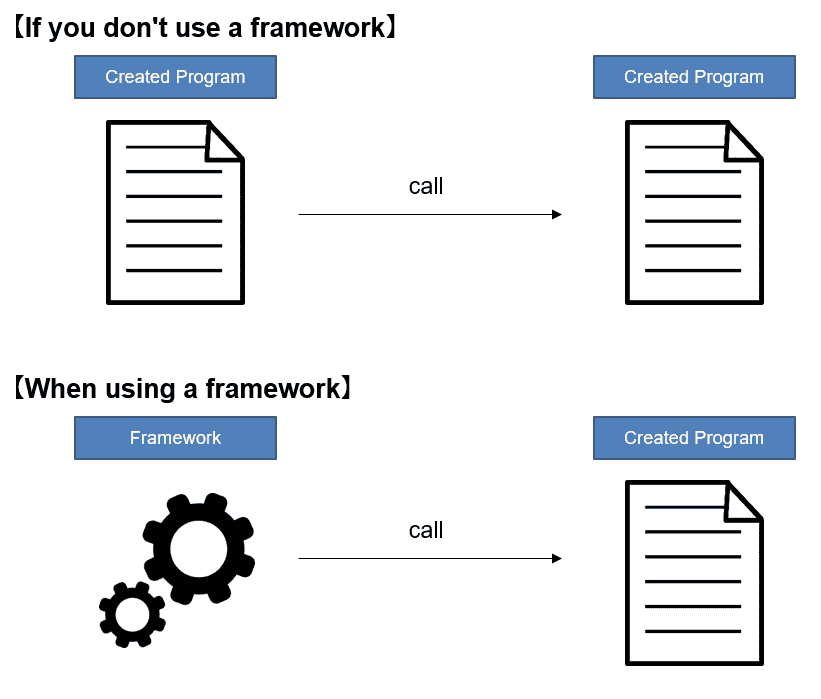 【If you don't use a framework】
Created Program
Created Program
call
【When using a framework】
Framework
Created Program
call